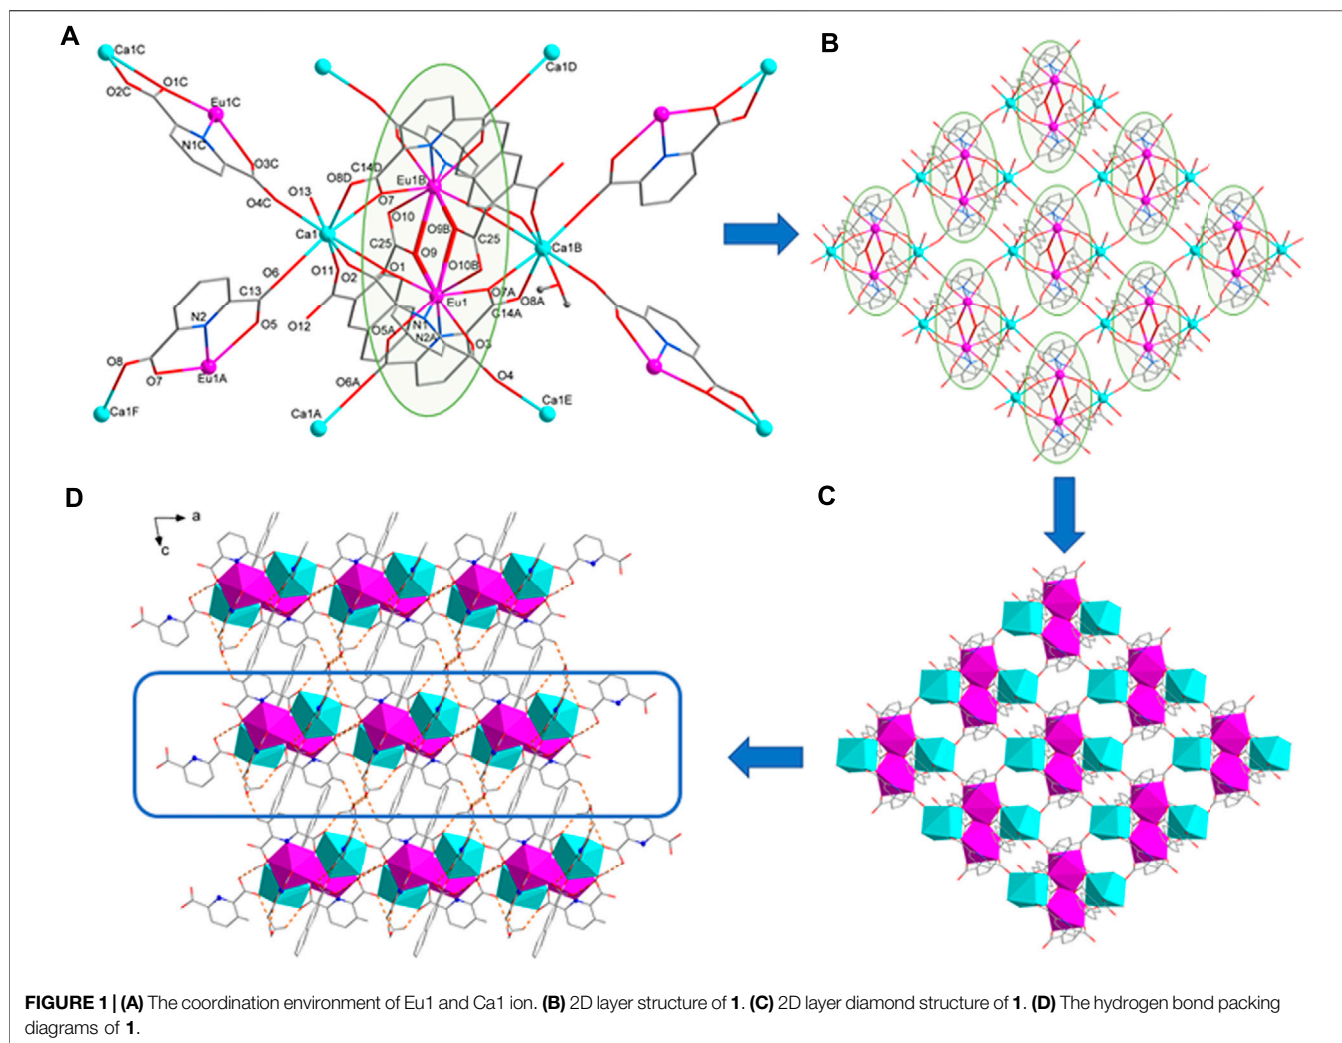 A
Ca1C
O1C
O2C
Eu1C
N1C
O3C
O4C
O13
O8D
C14D
O7
Eu1B
O10
O9B
C25
C25
O9
O10B
Ca1D
Ca1
Ca1B
O11
O2
O1
O6
C13
N2
O5
O12
O8
O7
Eu1A
Ca1F
Eu1
O7A
O8A
C14A
O5A
N1
N2A
O3
O6A
O4
Ca1A
Ca1E
B
D
a
c
C
FIGURE 1 | (A) The coordination environment of Eu1 and Ca1 ion. (B) 2D layer structure of 1. (C) 2D layer diamond structure of 1. (D) The hydrogen bond packing
diagrams of 1.